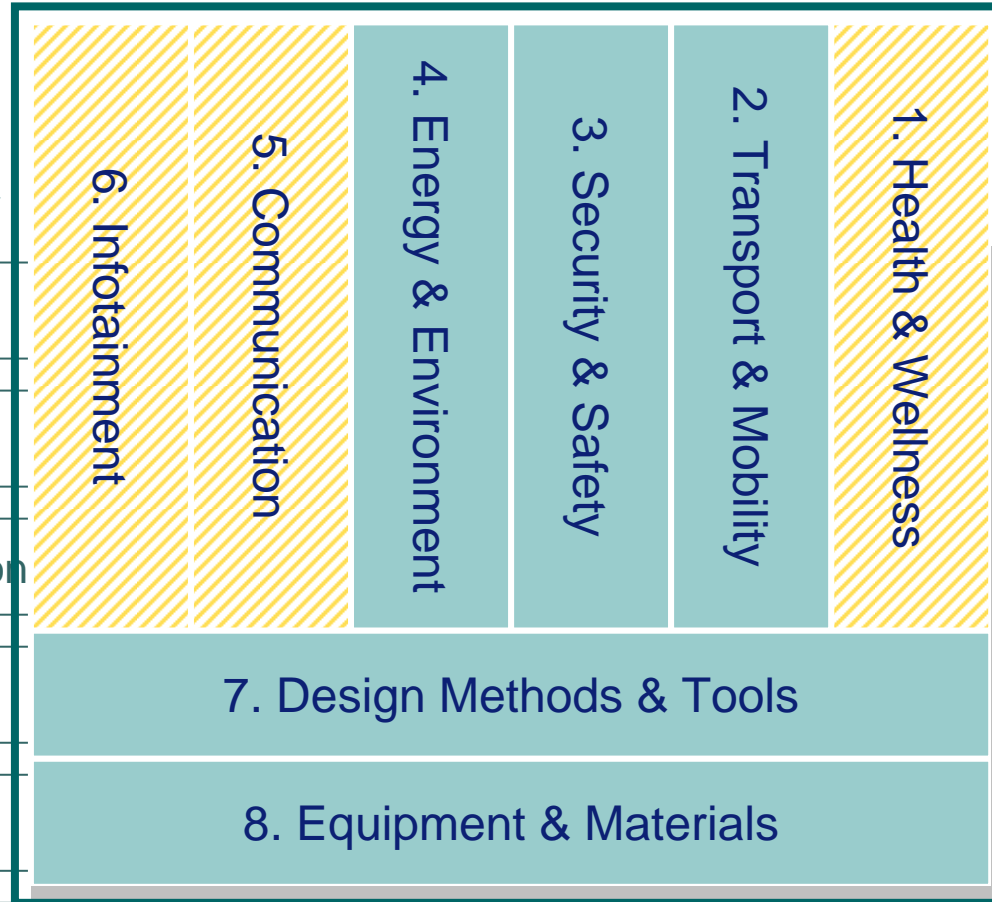 6. Infotainment
5. Communication
4. Energy & Environment
3. Security & Safety
2. Transport & Mobility
1. Health & Wellness
on
7. Design Methods & Tools
8. Equipment & Materials